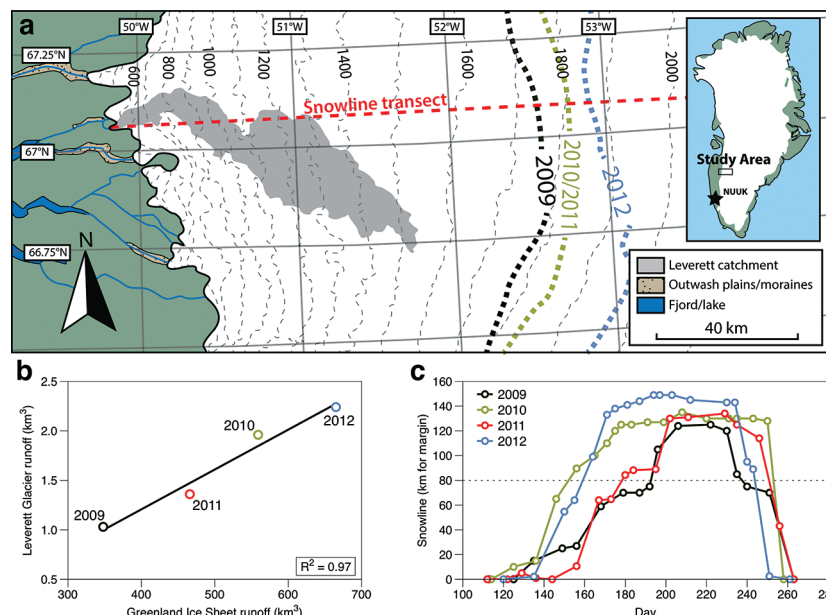 a
50°W
51°W
52°W
53°W
67.25°N
67°N
66.75°N
600
800
1000
1200
1400
1600
1800
2000
Snowline transect
2009
2010/2011
2012
N
Study Area
NUUK
Leverett catchment
Outwash plains/moraines
Fjord/lake
40 km
b
2.5
2.0
1.5
1.0
0.5
Leverett Glacier runoff (km³)
2009
2011
2010
2012
R² = 0.97
300 400 500 600 700
Greenland Ice Sheet runoff (km³)
c
160
140
120
100
80
60
40
20
0
Snowline (km for margin)
2009
2010
2011
2012
100 120 140 160 180 200 220 240 260
Day